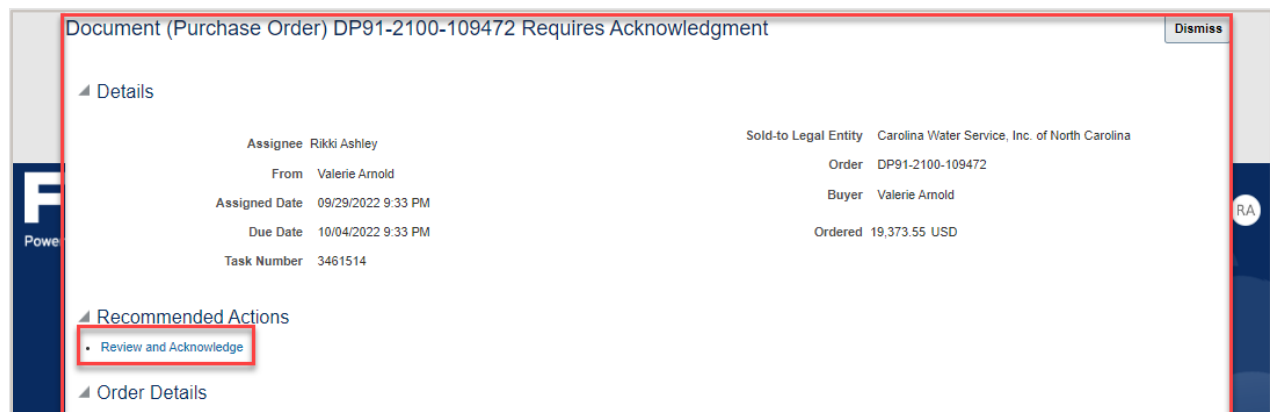 Document (Purchase Order) DP91-2100-109472 Requires Acknowledgment
Dismiss
Details
Assignee Rikki Ashley
From Valerie Arnold
Assigned Date 09/29/2022 9:33 PM
Due Date 10/04/2022 9:33 PM
Task Number 3461514
Sold-to Legal Entity Carolina Water Service, Inc. of North Carolina
Order DP91-2100-109472
Buyer Valerie Arnold
Ordered 19,373.55 USD
F
Powe
RA
Recommended Actions
• Review and Acknowledge
Order Details